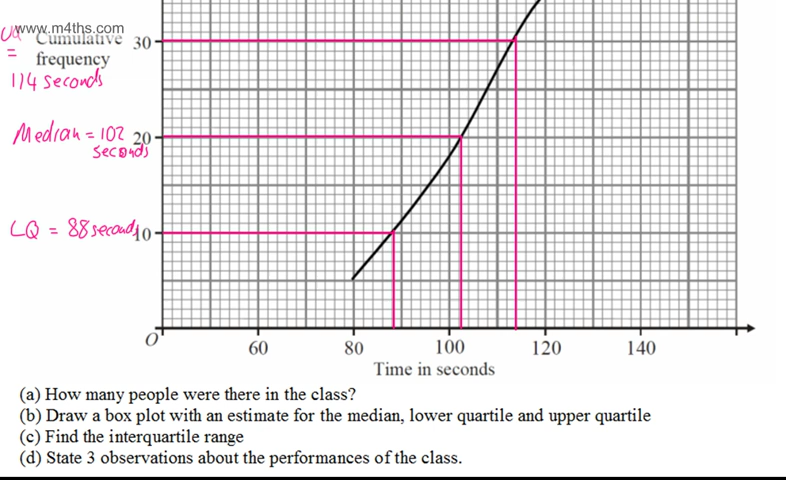 www.m4ths.com
UQ
Cumulative 30
=
frequency
114 seconds
Median = 102 20
seconds
LQ = 88 seconds 10
O
60 80 100 120 140
Time in seconds
(a) How many people were there in the class?
(b) Draw a box plot with an estimate for the median, lower quartile and upper quartile
(c) Find the interquartile range
(d) State 3 observations about the performances of the class.